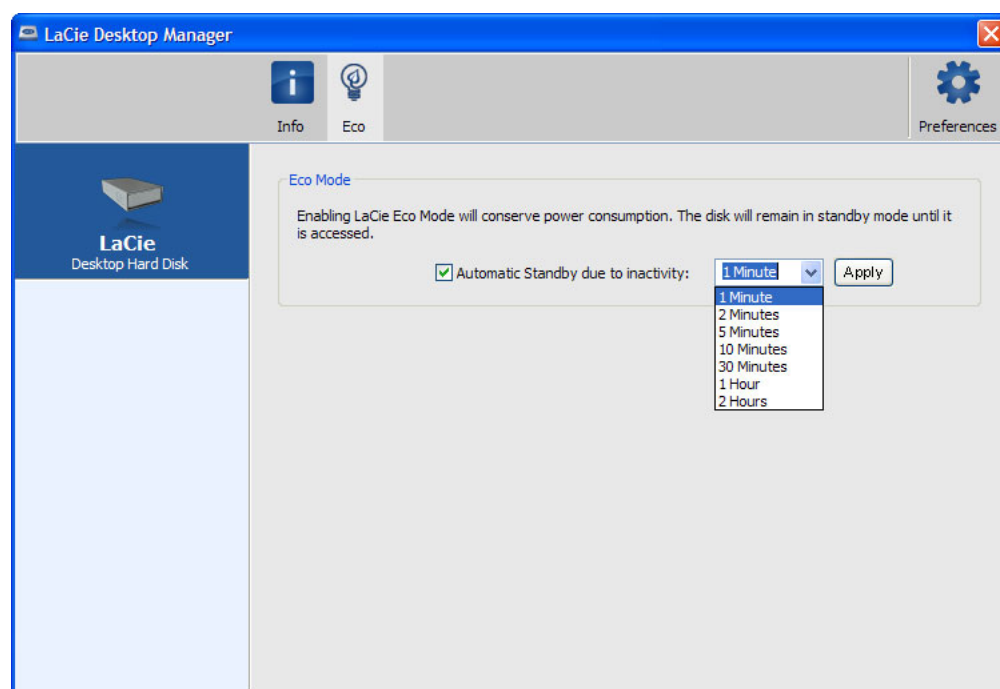 LaCie Desktop Manager
Info
Eco
Preferences
LaCie
Desktop Hard Disk
Eco Mode
Enabling LaCie Eco Mode will conserve power consumption. The disk will remain in standby mode until it
is accessed.
Automatic Standby due to inactivity:
1 Minute
Apply
1 Minute
2 Minutes
5 Minutes
10 Minutes
30 Minutes
1 Hour
2 Hours